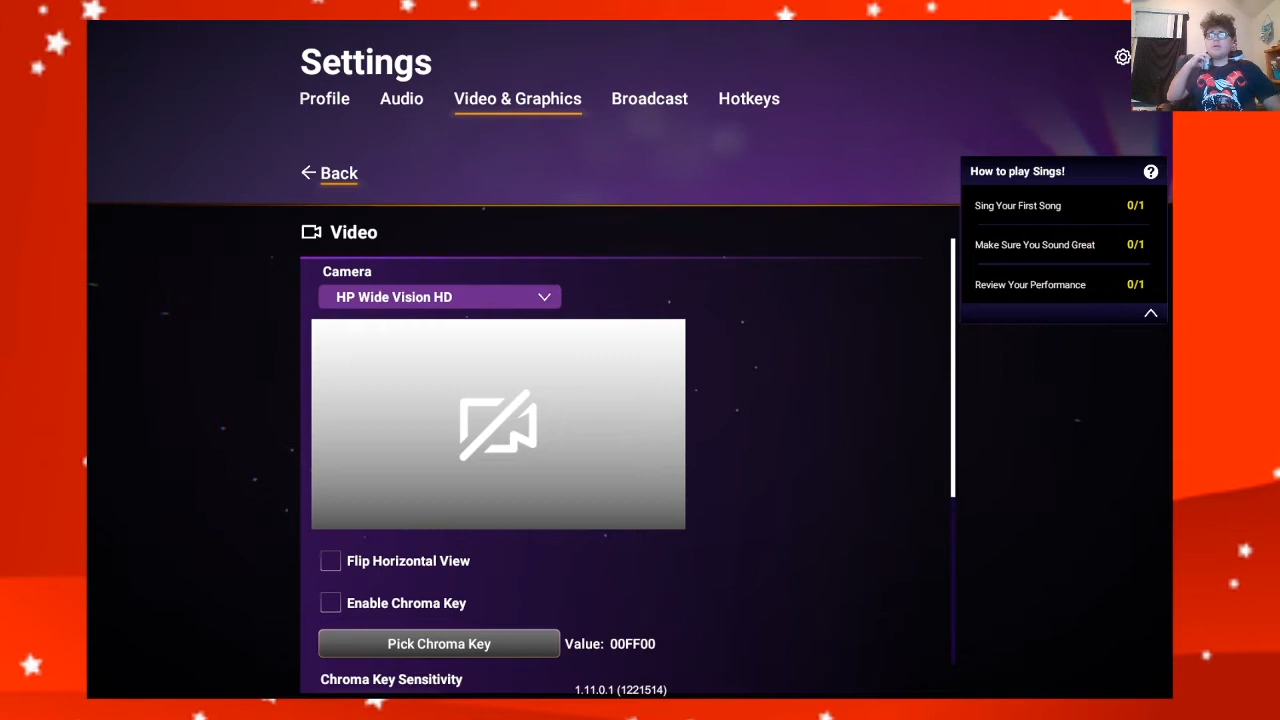 Settings
Profile Audio Video & Graphics Broadcast Hotkeys
Back
How to play Sings!
Sing Your First Song 0/1
Make Sure You Sound Great 0/1
Review Your Performance 0/1
Video
Camera
HP Wide Vision HD
Flip Horizontal View
Enable Chroma Key
Pick Chroma Key Value: 00FF00
Chroma Key Sensitivity
1.11.0.1 (1221514)